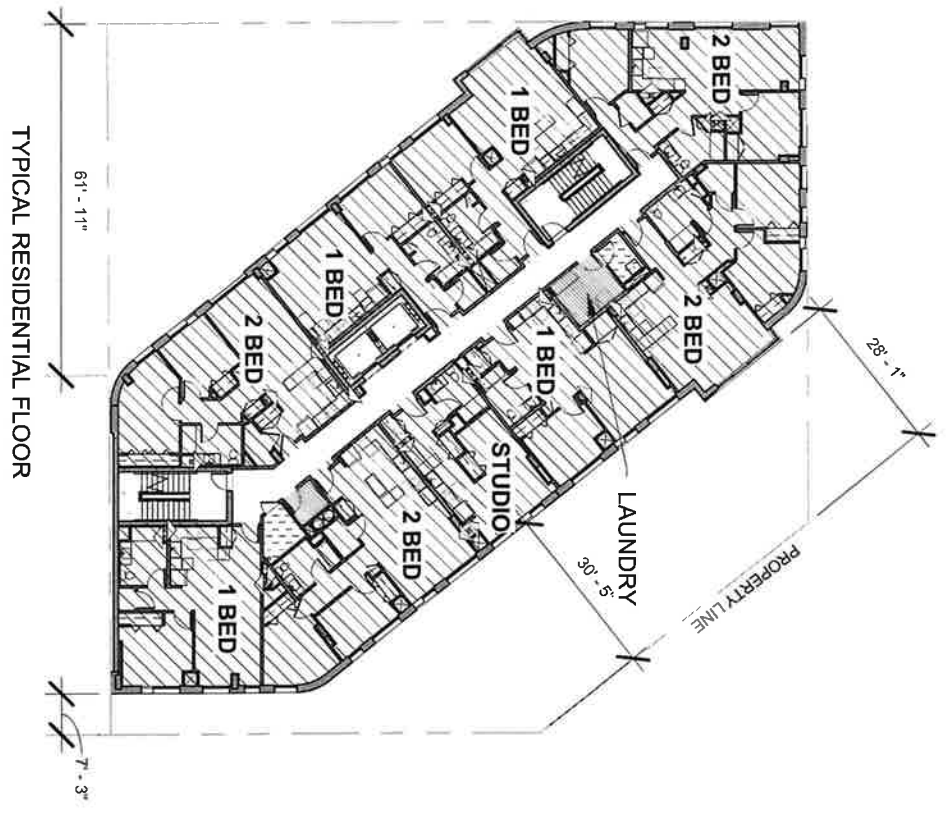 28' - 1"
PROPERTY LINE
2 BED
2 BED
LAUNDRY
30' - 5"
1 BED
1 BED
STUDIO
2 BED
1 BED
2 BED
1 BED
61' - 11"
7' - 3"
TYPICAL RESIDENTIAL FLOOR